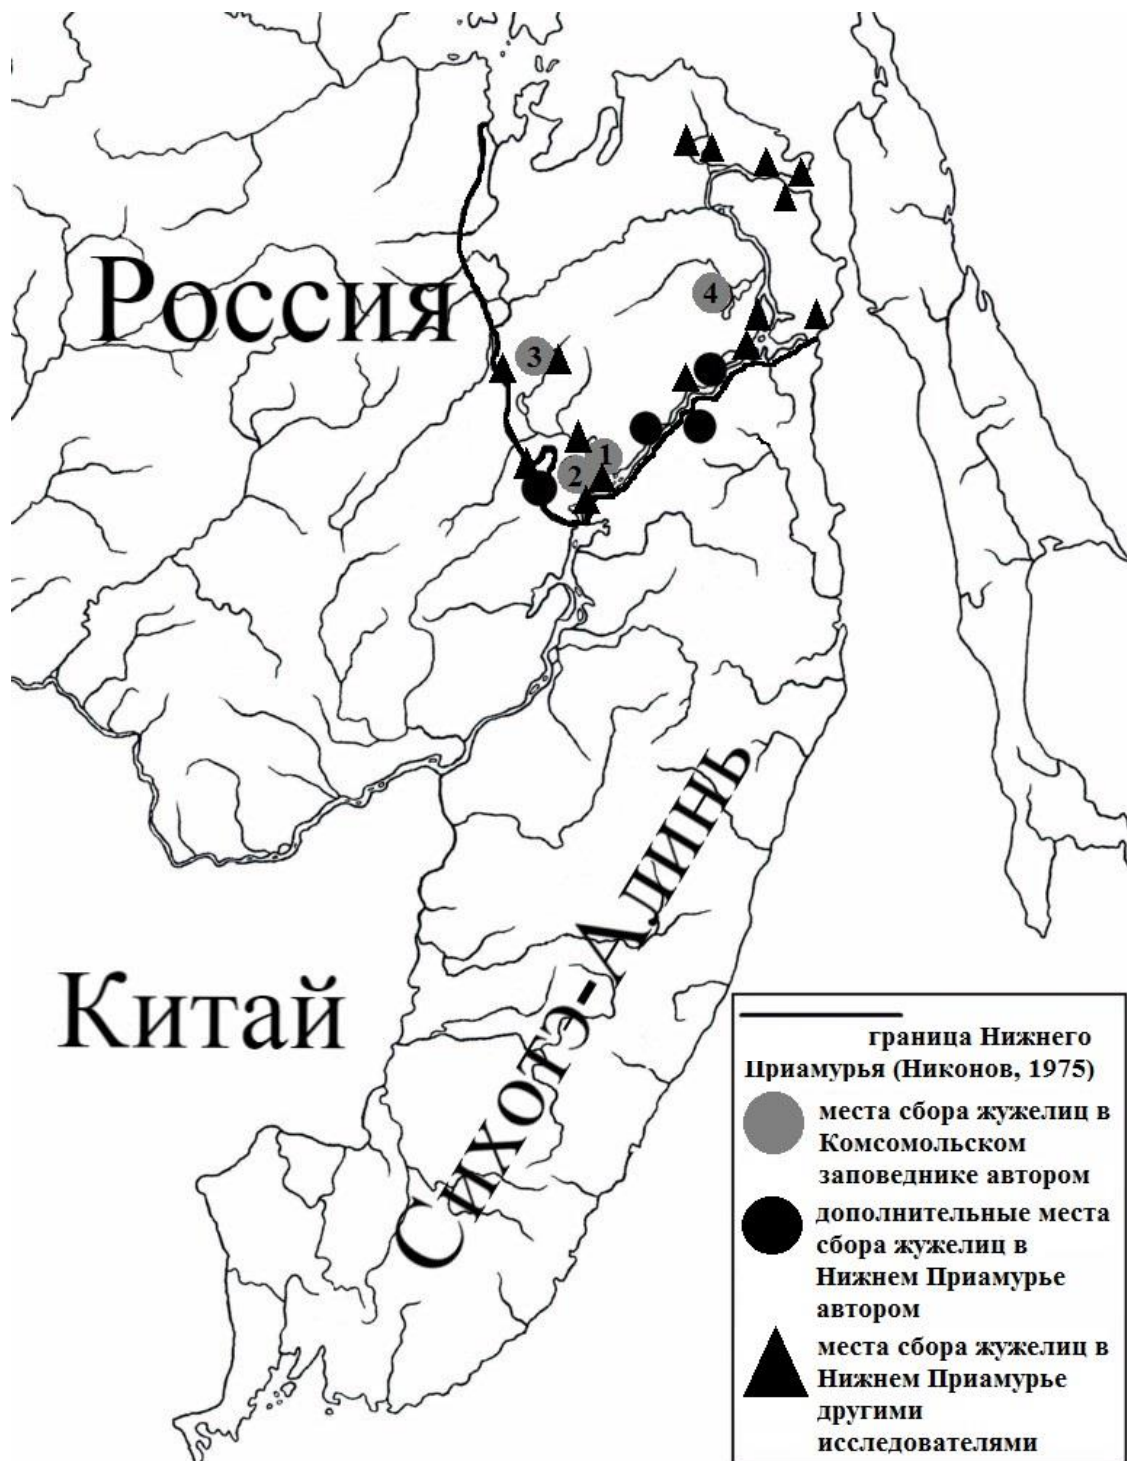 4
Россия
3
1
2
Сихотэ-Алинь
Китай
граница Нижнего
Приамурья (Никонов, 1975)
места сбора жужелиц в
Комсомольском
заповеднике автором
дополнительные места
сбора жужелиц в
Нижнем Приамурье
автором
места сбора жужелиц в
Нижнем Приамурье
другими
исследователями